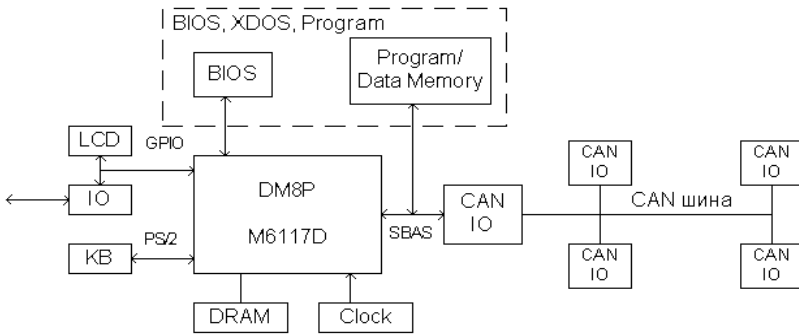 BIOS, XDOS, Program
BIOS
Program/
Data Memory
LCD
GPIO
IO
DM8P
M6117D
KB
PS/2
SBAS
CAN
IO
CAN
IO
CAN
IO
CAN шина
CAN
IO
CAN
IO
DRAM
Clock